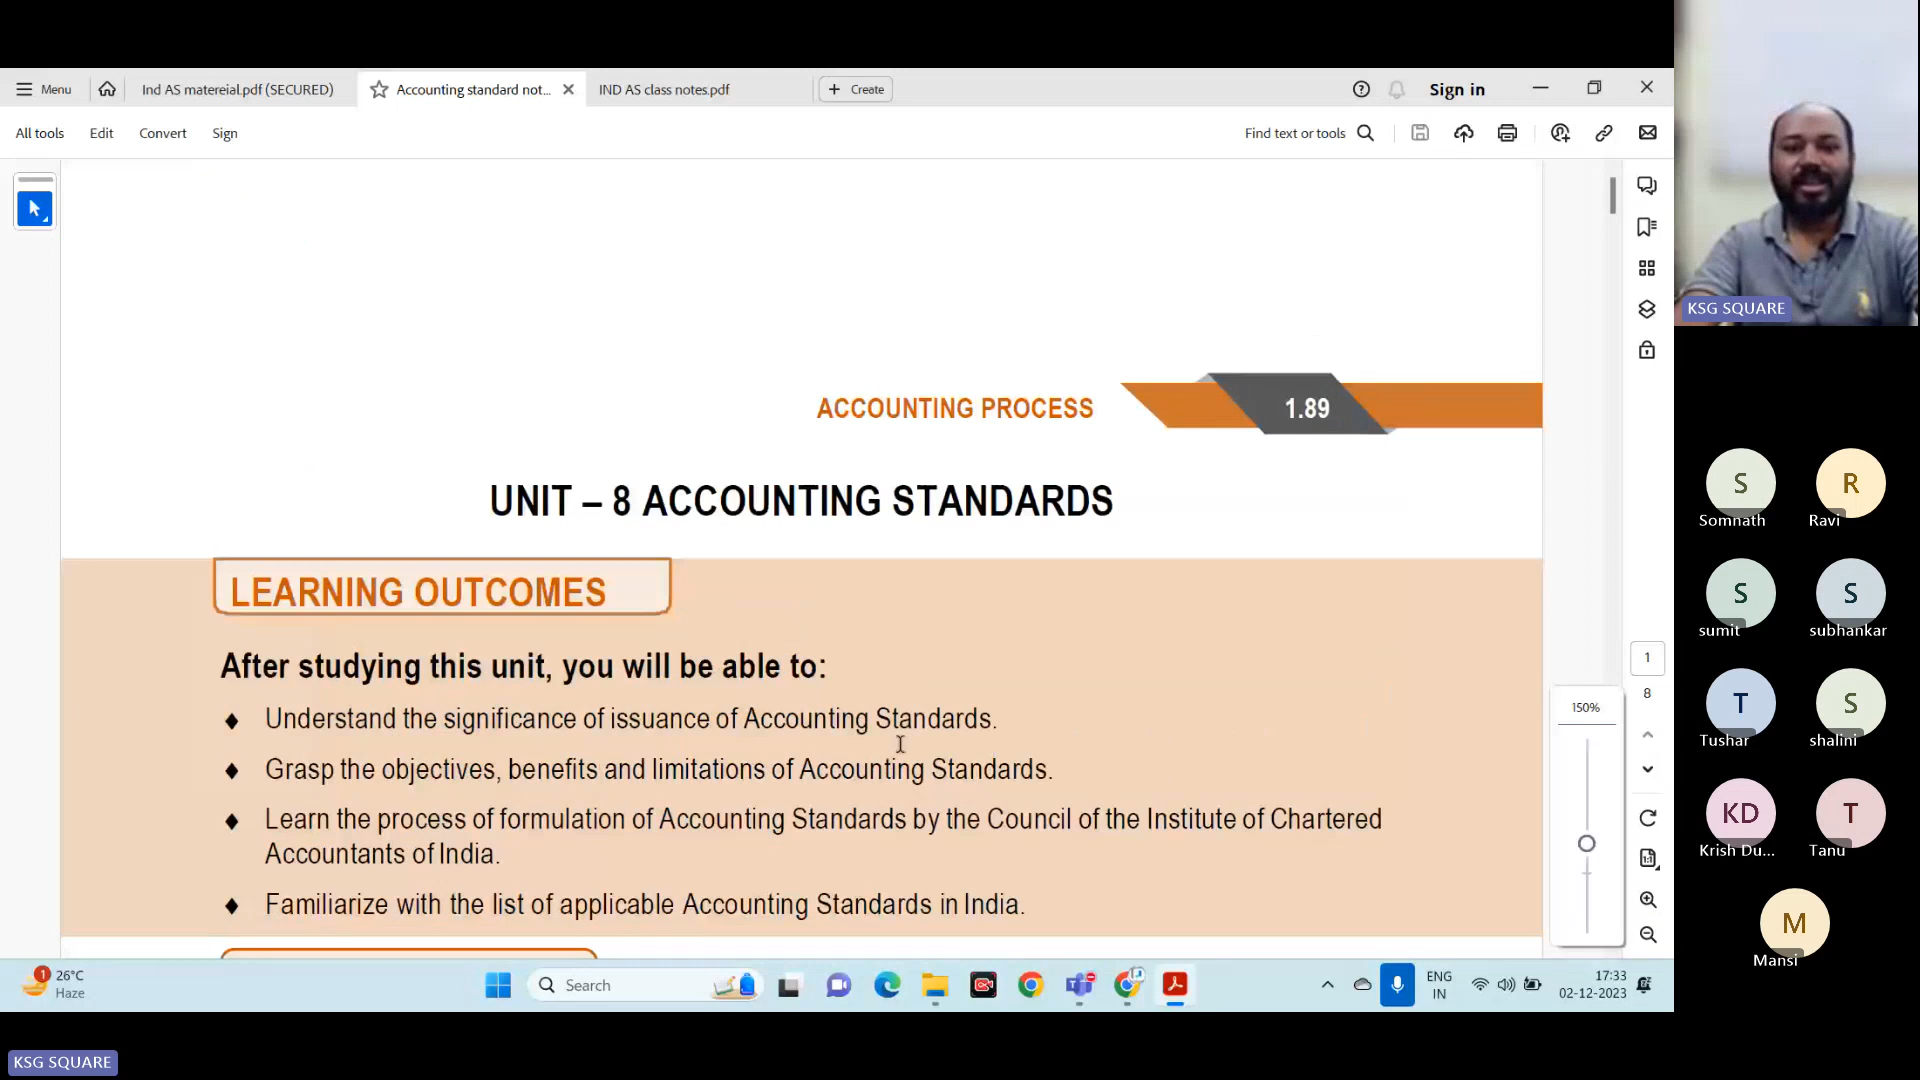 Menu
Ind AS matereial.pdf (SECURED)
Accounting standard not...
IND AS class notes.pdf
Create
Sign in
All tools
Edit
Convert
Sign
Find text or tools
ACCOUNTING PROCESS
1.89
UNIT – 8 ACCOUNTING STANDARDS
LEARNING OUTCOMES
After studying this unit, you will be able to:
Understand the significance of issuance of Accounting Standards.
Grasp the objectives, benefits and limitations of Accounting Standards.
Learn the process of formulation of Accounting Standards by the Council of the Institute of Chartered
Accountants of India.
Familiarize with the list of applicable Accounting Standards in India.
1
8
150%
1:1
KSG SQUARE
S
Somnath
R
Ravi
S
sumit
S
subhankar
T
Tushar
S
shalini
KD
Krish Du...
T
Tanu
M
Mansi
1
26°C
Haze
Search
ENG
IN
17:33
02-12-2023
KSG SQUARE